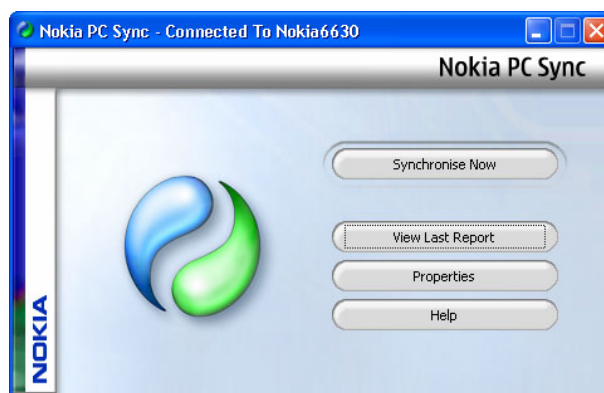 Nokia PC Sync - Connected To Nokia6630
Nokia PC Sync
Synchronise Now
View Last Report
Properties
Help
NOKIA